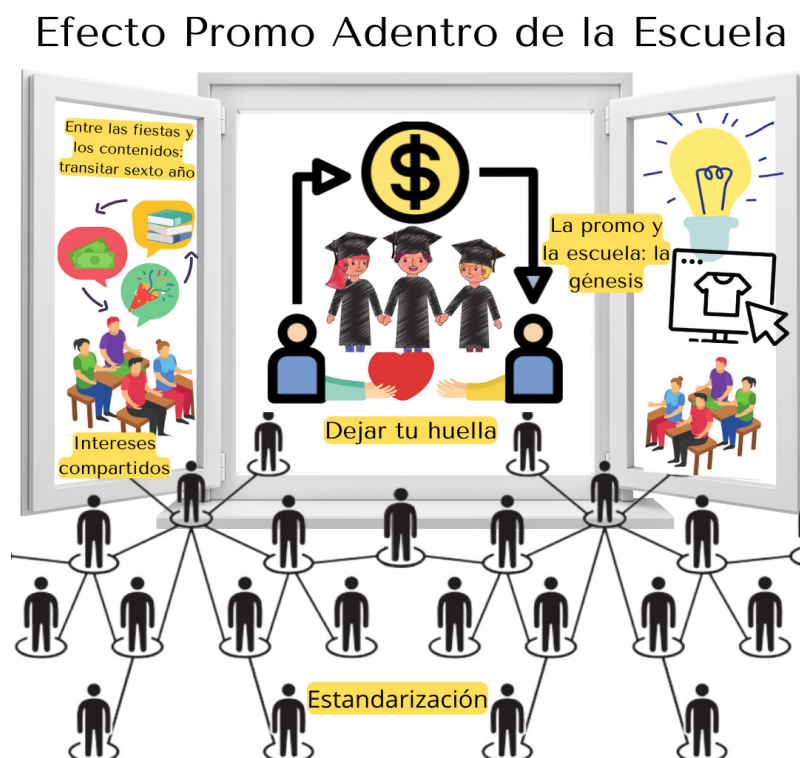 Efecto Promo Adentro de la Escuela
Entre las fiestas y
los contenidos:
transitar sexto año
$
La promo y
la escuela: la
génesis
Dejar tu huella
Intereses
compartidos
Estandarización